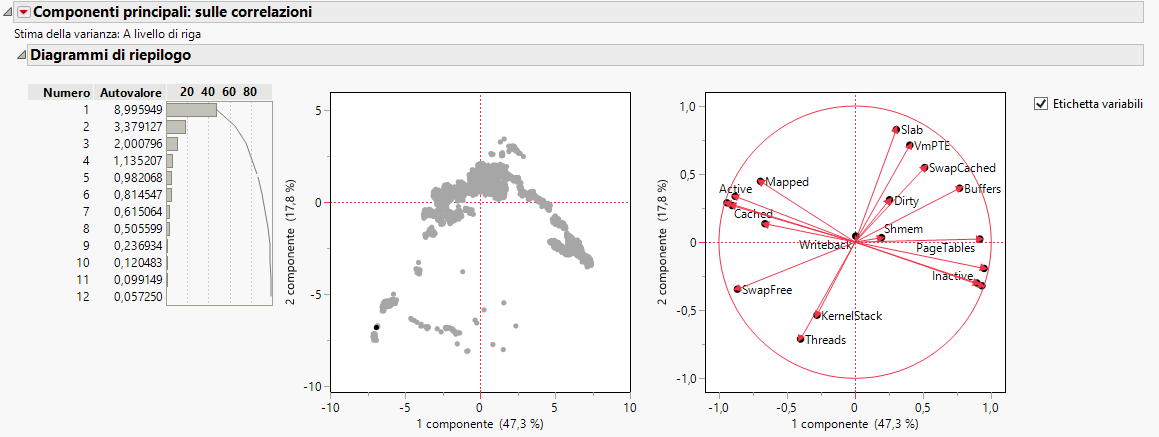 Componenti principali: sulle correlazioni
Stima della varianza: A livello di riga
Diagrammi di riepilogo
Numero Autovalore 20 40 60 80
1 8,995949
2 3,379127
3 2,000796
4 1,135207
5 0,982068
6 0,814547
7 0,615064
8 0,505599
9 0,236934
10 0,120483
11 0,099149
12 0,057250
5
0
-5
-10
2 componente (17,8 %)
-10 -5 0 5 10
1 componente (47,3 %)
1,0
0,5
0
-0,5
-1,0
2 componente (17,8 %)
Slab
VmPTE
SwapCached
Mapped
Active
Buffers
Dirty
Cached
Shmem
Writeback
PageTables
Inactive
SwapFree
KernelStack
Threads
-1,0 -0,5 0 0,5 1,0
1 componente (47,3 %)
Etichetta variabili